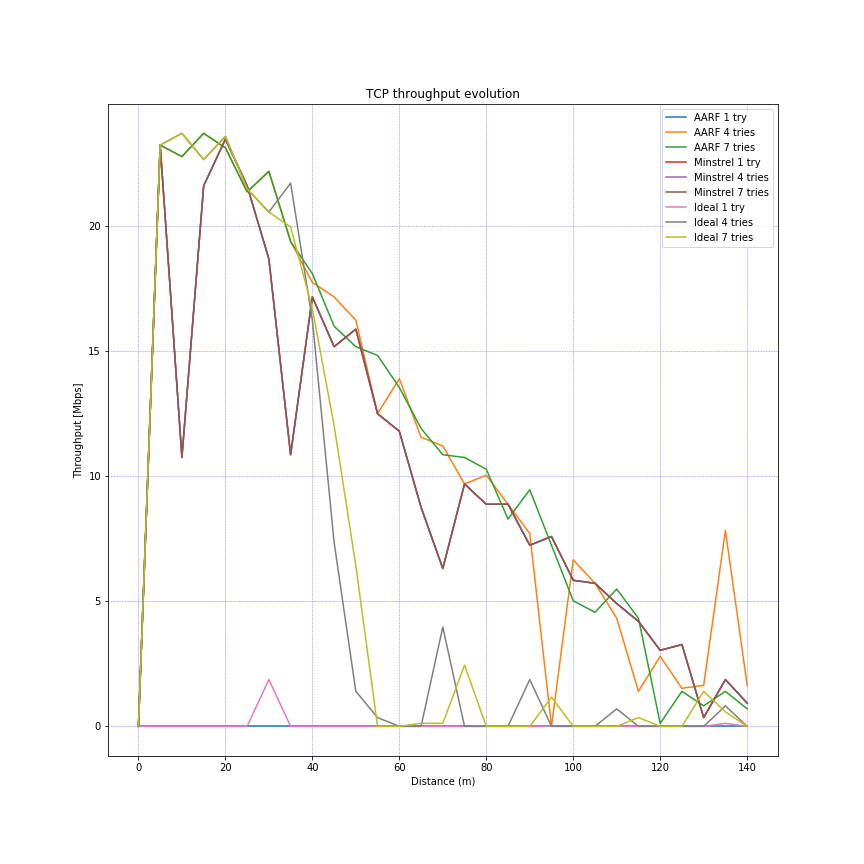 TCP throughput evolution
AARF 1 try
AARF 4 tries
AARF 7 tries
Minstrel 1 try
Minstrel 4 tries
Minstrel 7 tries
Ideal 1 try
Ideal 4 tries
Ideal 7 tries
Throughput [Mbps]
20
15
10
5
0
0 20 40 60 80 100 120 140
Distance (m)